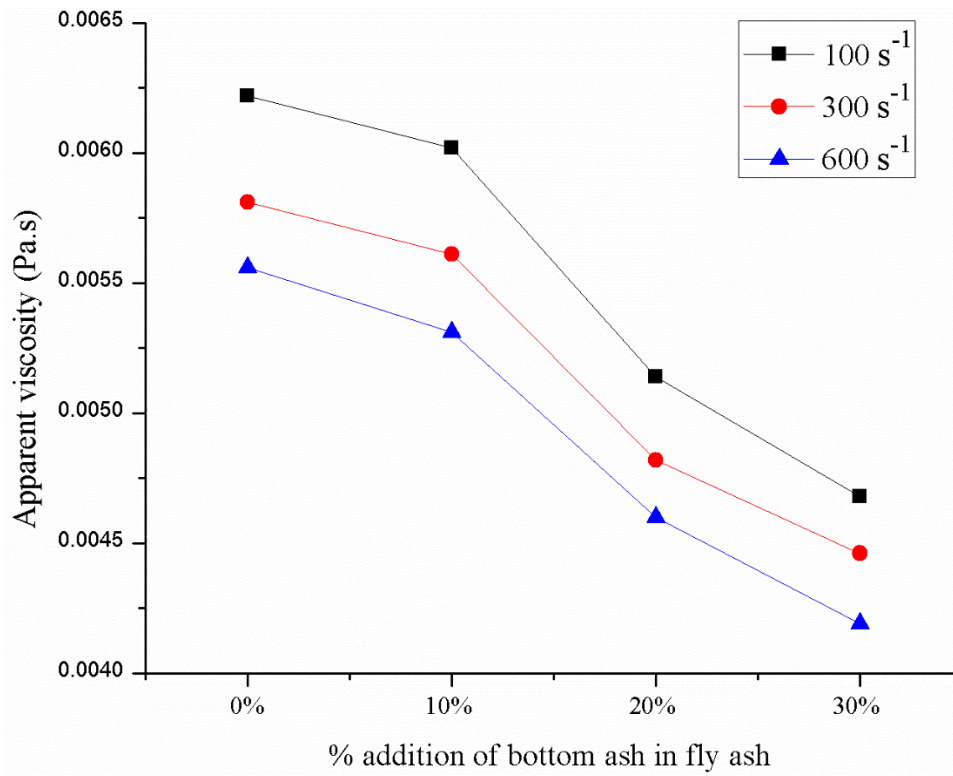 0.0065
0.0060
0.0055
0.0050
0.0045
0.0040
Apparent viscosity (Pa.s)
100 s⁻¹
300 s⁻¹
600 s⁻¹
0% 10% 20% 30%
% addition of bottom ash in fly ash